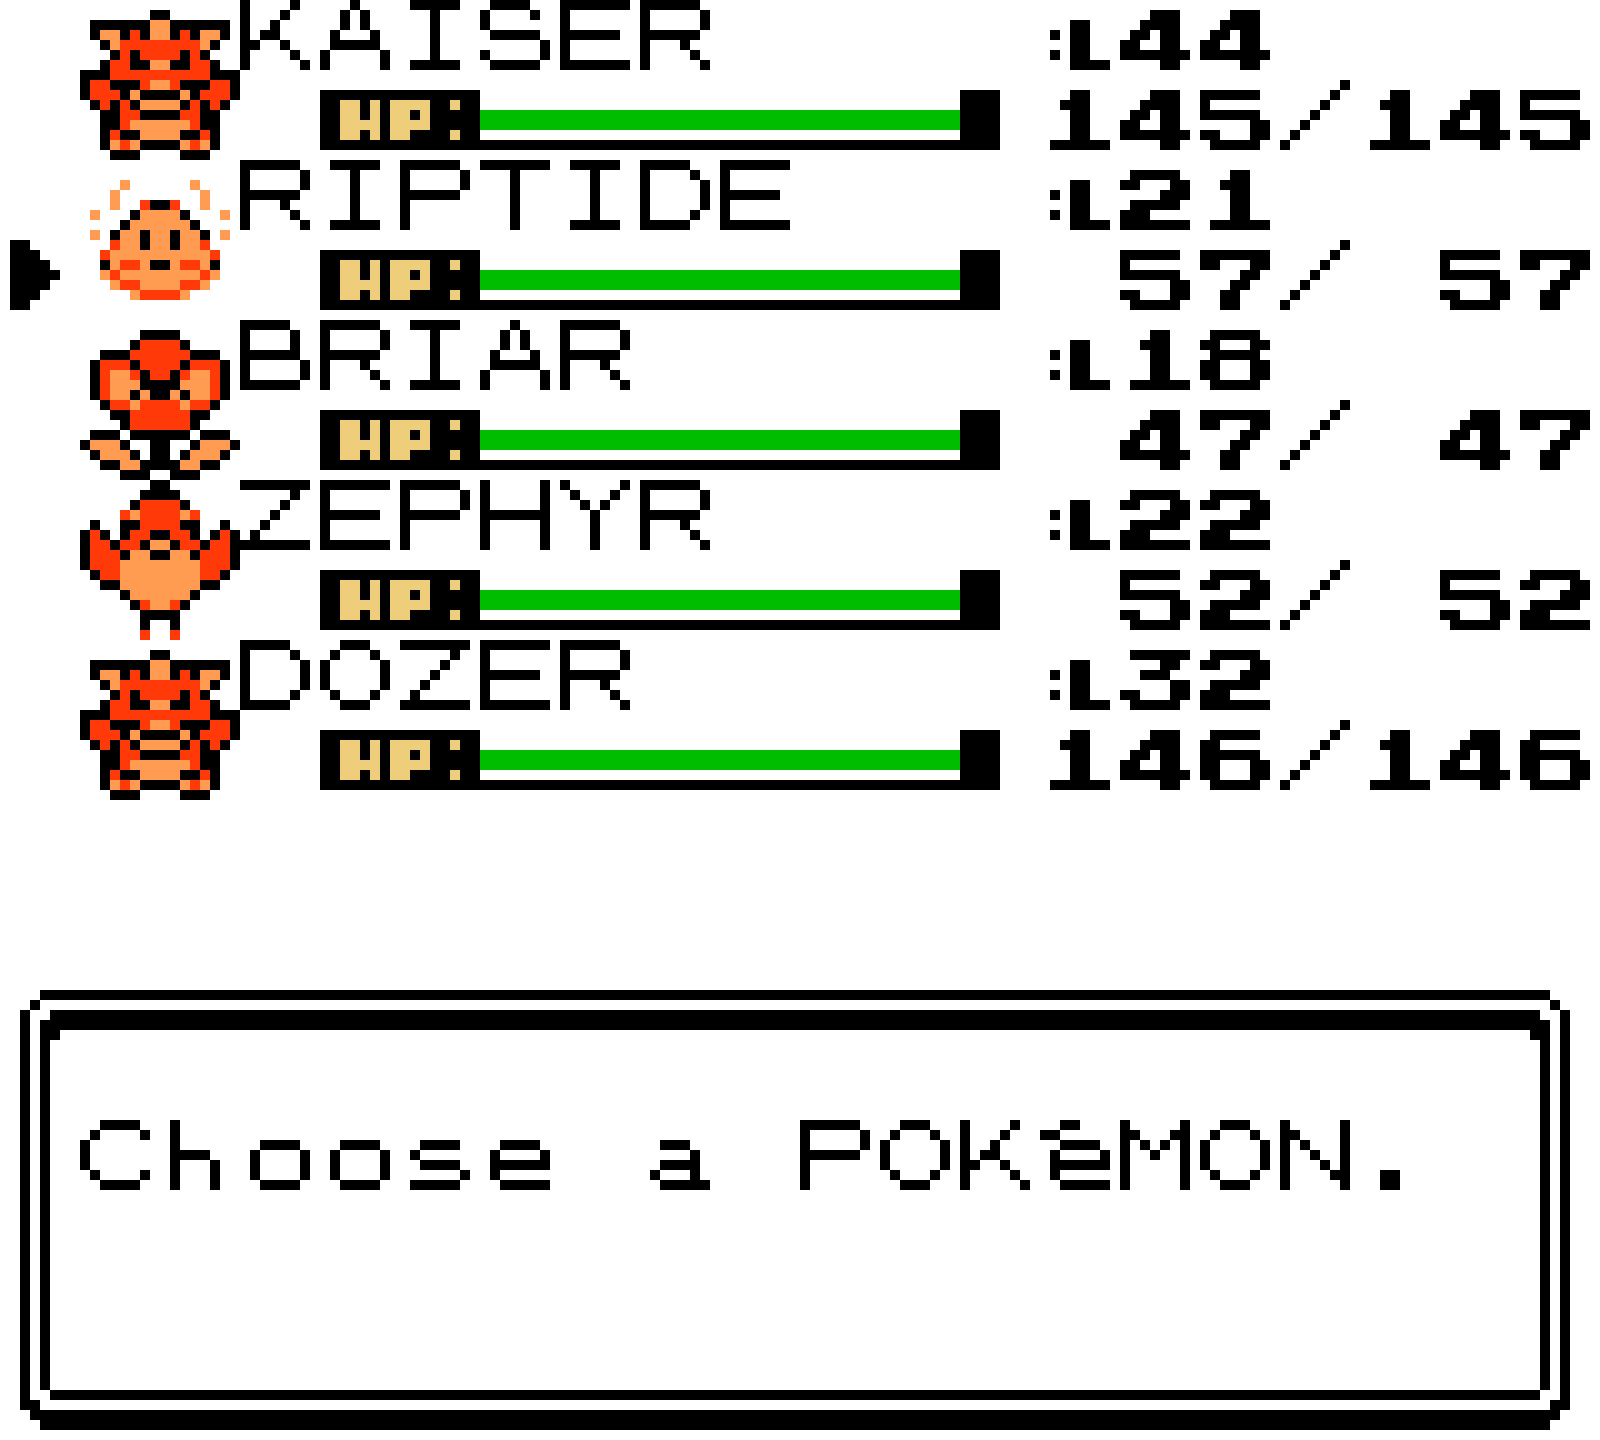 KAISER :L44
HP: 145/145
RIPTIDE :L21
HP: 57/ 57
BRIAR :L18
HP: 47/ 47
ZEPHYR :L22
HP: 52/ 52
DOZER :L32
HP: 146/146
Choose a POKéMON.